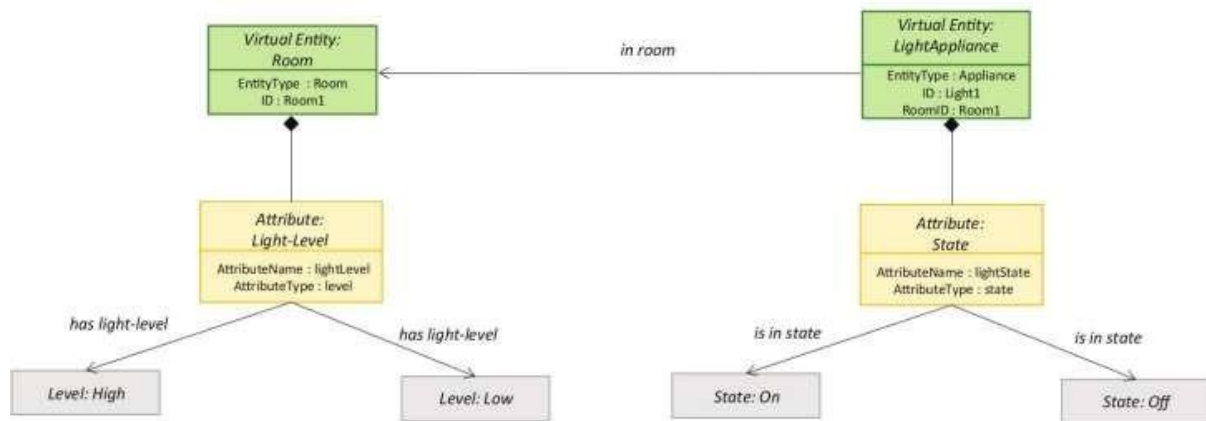 Virtual Entity:
Room
EntityType : Room
ID : Room1
in room
Virtual Entity:
LightAppliance
EntityType : Appliance
ID : Light1
RoomID : Room1
Attribute:
Light-Level
AttributeName : lightLevel
AttributeType : level
Attribute:
State
AttributeName : lightState
AttributeType : state
has light-level
has light-level
is in state
is in state
Level: High
Level: Low
State: On
State: Off